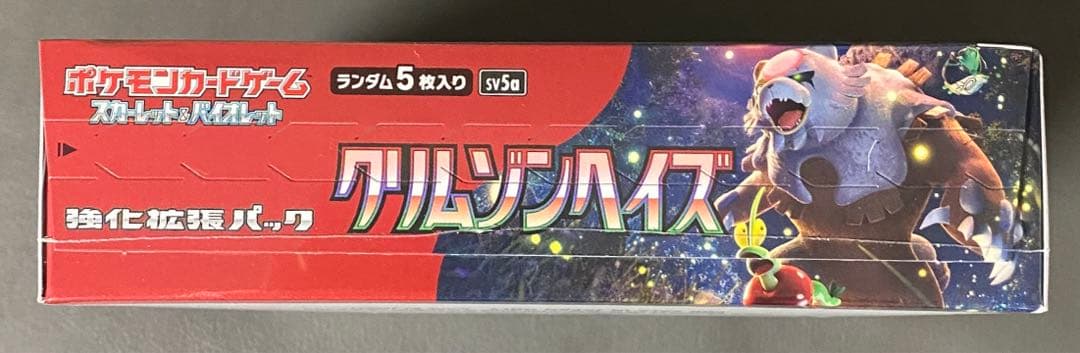 ポケモンカードゲーム
スカーレット&バイオレット
ランダム5枚入り
sv5a
クリムゾンヘイズ
強化拡張パック